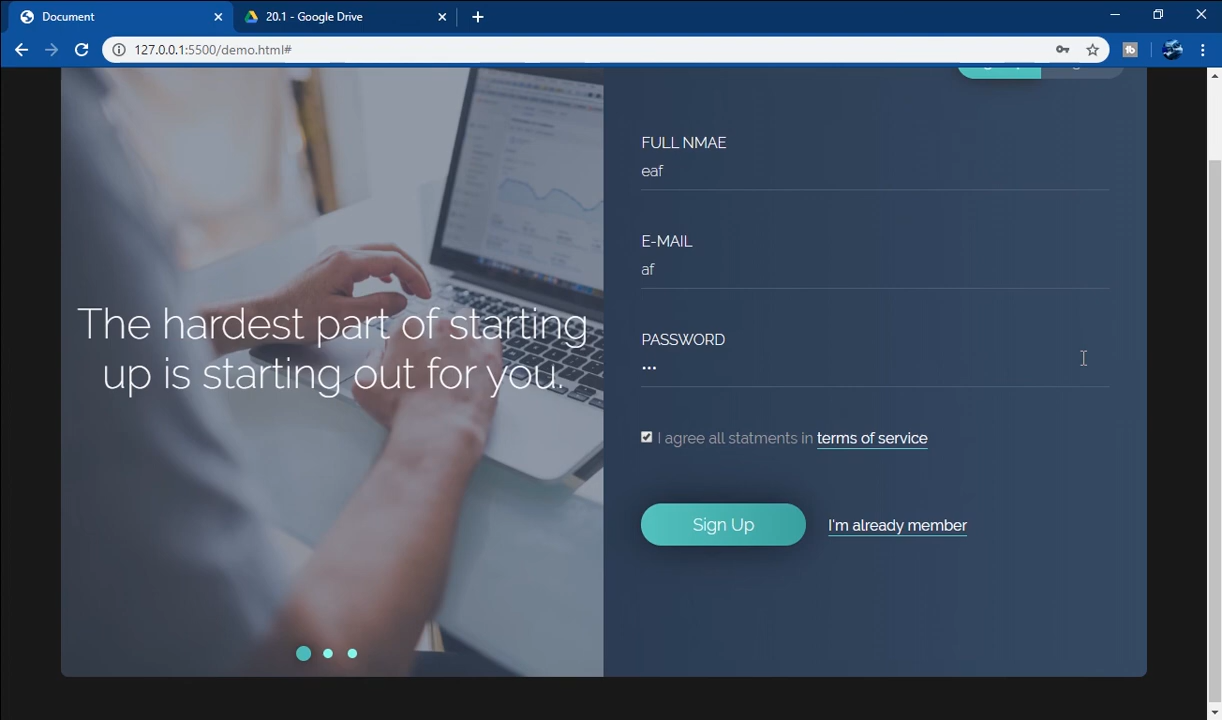 Document
20.1 - Google Drive
127.0.0.1:5500/demo.html#
FULL NMAE
eaf
E-MAIL
af
The hardest part of starting
up is starting out for you.
PASSWORD
•••
I agree all statments in terms of service
Sign Up
I'm already member